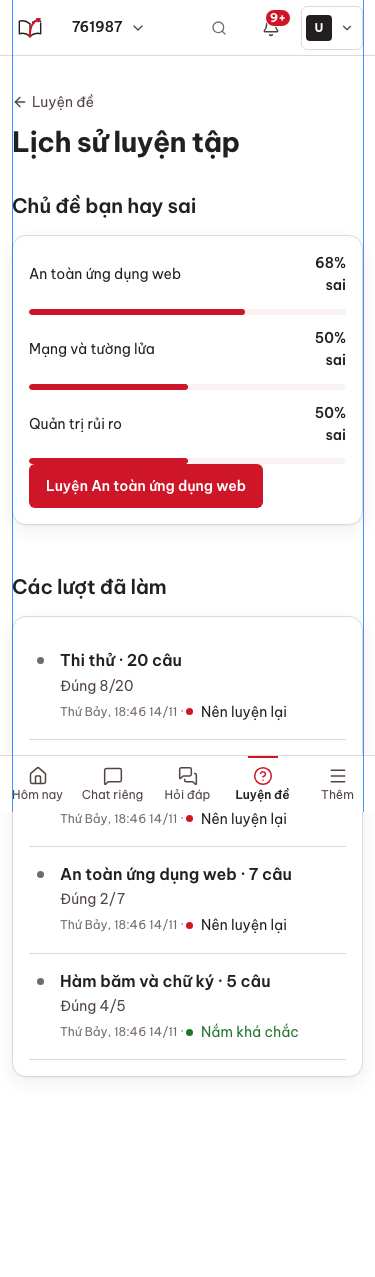 761987
9+
U
Luyện đề
Lịch sử luyện tập
Chủ đề bạn hay sai
An toàn ứng dụng web
68% sai
Mạng và tường lửa
50% sai
Quản trị rủi ro
50% sai
Luyện An toàn ứng dụng web
Các lượt đã làm
Thi thử · 20 câu
Đúng 8/20
Thứ Bảy, 18:46 14/11 · Nên luyện lại
Hôm nay
Chat riêng
Hỏi đáp
Luyện đề
Thêm
Thứ Bảy, 18:46 14/11 · Nên luyện lại
An toàn ứng dụng web · 7 câu
Đúng 2/7
Thứ Bảy, 18:46 14/11 · Nên luyện lại
Hàm băm và chữ ký · 5 câu
Đúng 4/5
Thứ Bảy, 18:46 14/11 · Nắm khá chắc